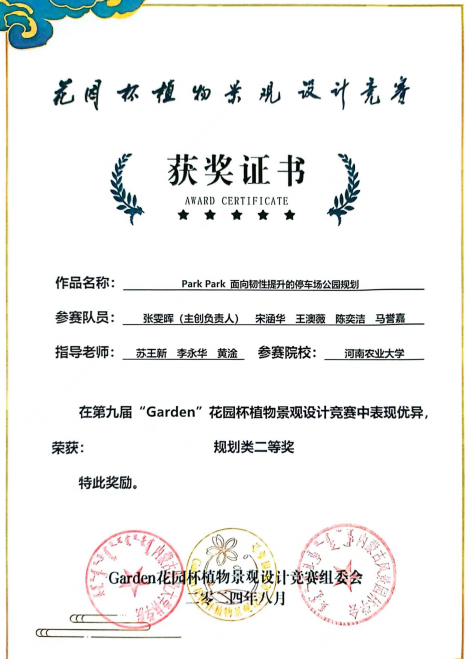 花园杯植物景观设计竞赛
获奖证书
AWARD CERTIFICATE
作品名称： Park Park 面向韧性提升的停车场公园规划
参赛队员： 张雯晖（主创负责人） 宋涵华 王澳薇 陈奕洁 马誉嘉
指导老师： 苏王新 李永华 黄淦 参赛院校： 河南农业大学
在第九届“Garden”花园杯植物景观设计竞赛中表现优异，
荣获： 规划类二等奖
特此奖励。
Garden花园杯植物景观设计竞赛组委会
二零二四年八月